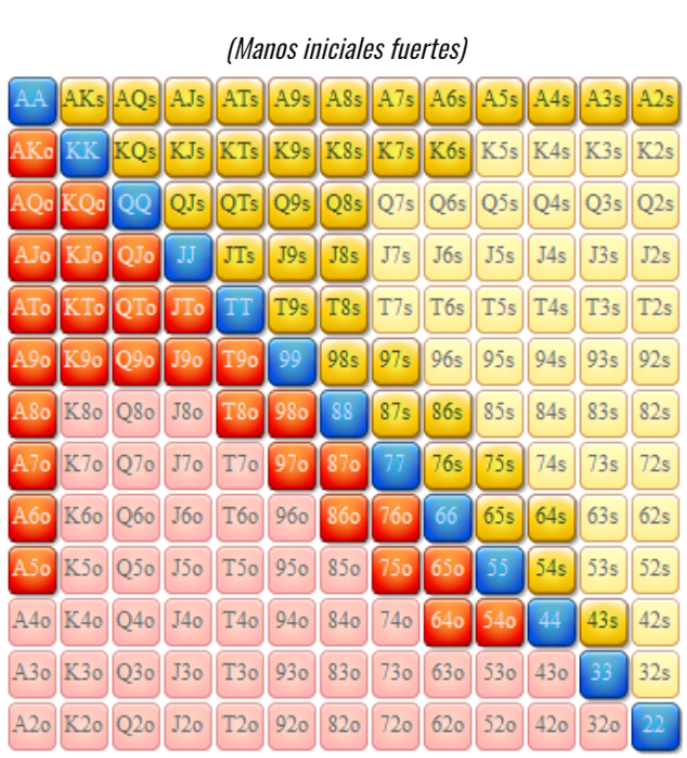 (Manos iniciales fuertes)
AA AKs AQs AJs ATs A9s A8s A7s A6s A5s A4s A3s A2s
AKo KK KQs KJs KTs K9s K8s K7s K6s K5s K4s K3s K2s
AQo KQo QQ QJs QTs Q9s Q8s Q7s Q6s Q5s Q4s Q3s Q2s
AJo KJo QJo JJ JTs J9s J8s J7s J6s J5s J4s J3s J2s
ATo KTo QTo JTo TT T9s T8s T7s T6s T5s T4s T3s T2s
A9o K9o Q9o J9o T9o 99 98s 97s 96s 95s 94s 93s 92s
A8o K8o Q8o J8o T8o 98o 88 87s 86s 85s 84s 83s 82s
A7o K7o Q7o J7o T7o 97o 87o 77 76s 75s 74s 73s 72s
A6o K6o Q6o J6o T6o 96o 86o 76o 66 65s 64s 63s 62s
A5o K5o Q5o J5o T5o 95o 85o 75o 65o 55 54s 53s 52s
A4o K4o Q4o J4o T4o 94o 84o 74o 64o 54o 44 43s 42s
A3o K3o Q3o J3o T3o 93o 83o 73o 63o 53o 43o 33 32s
A2o K2o Q2o J2o T2o 92o 82o 72o 62o 52o 42o 32o 22